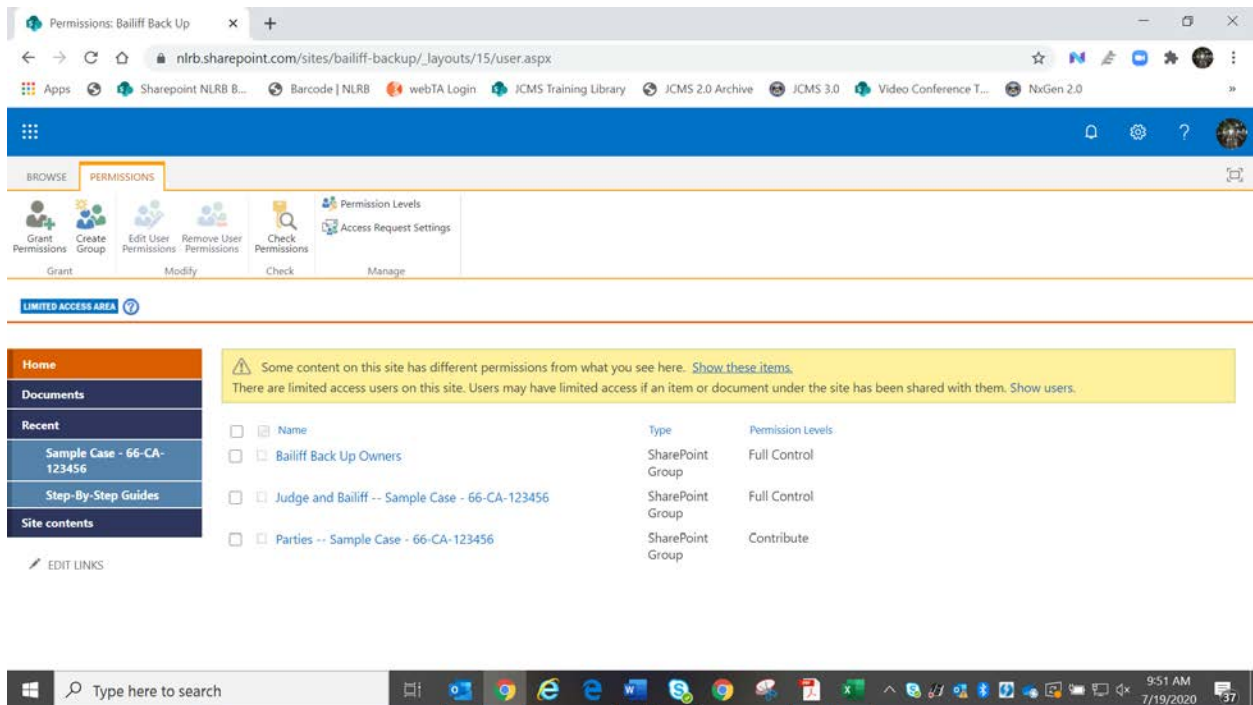 Permissions: Bailiff Back Up
nlrb.sharepoint.com/sites/bailiff-backup/_layouts/15/user.aspx
Apps Sharepoint NLRB B... Barcode | NLRB webTA Login JCMS Training Library JCMS 2.0 Archive JCMS 3.0 Video Conference T... NxGen 2.0 »
BROWSE PERMISSIONS
Grant Permissions
Create Group
Edit User Permissions
Remove User Permissions
Check Permissions
Permission Levels
Access Request Settings
Grant Modify Check Manage
LIMITED ACCESS AREA ?
Home
Documents
Recent
Sample Case - 66-CA-
123456
Step-By-Step Guides
Site contents
EDIT LINKS
Some content on this site has different permissions from what you see here. Show these items.
There are limited access users on this site. Users may have limited access if an item or document under the site has been shared with them. Show users.
Name Type Permission Levels
Bailiff Back Up Owners SharePoint Group Full Control
Judge and Bailiff -- Sample Case - 66-CA-123456 SharePoint Group Full Control
Parties -- Sample Case - 66-CA-123456 SharePoint Group Contribute
Type here to search
9:51 AM
7/19/2020
37